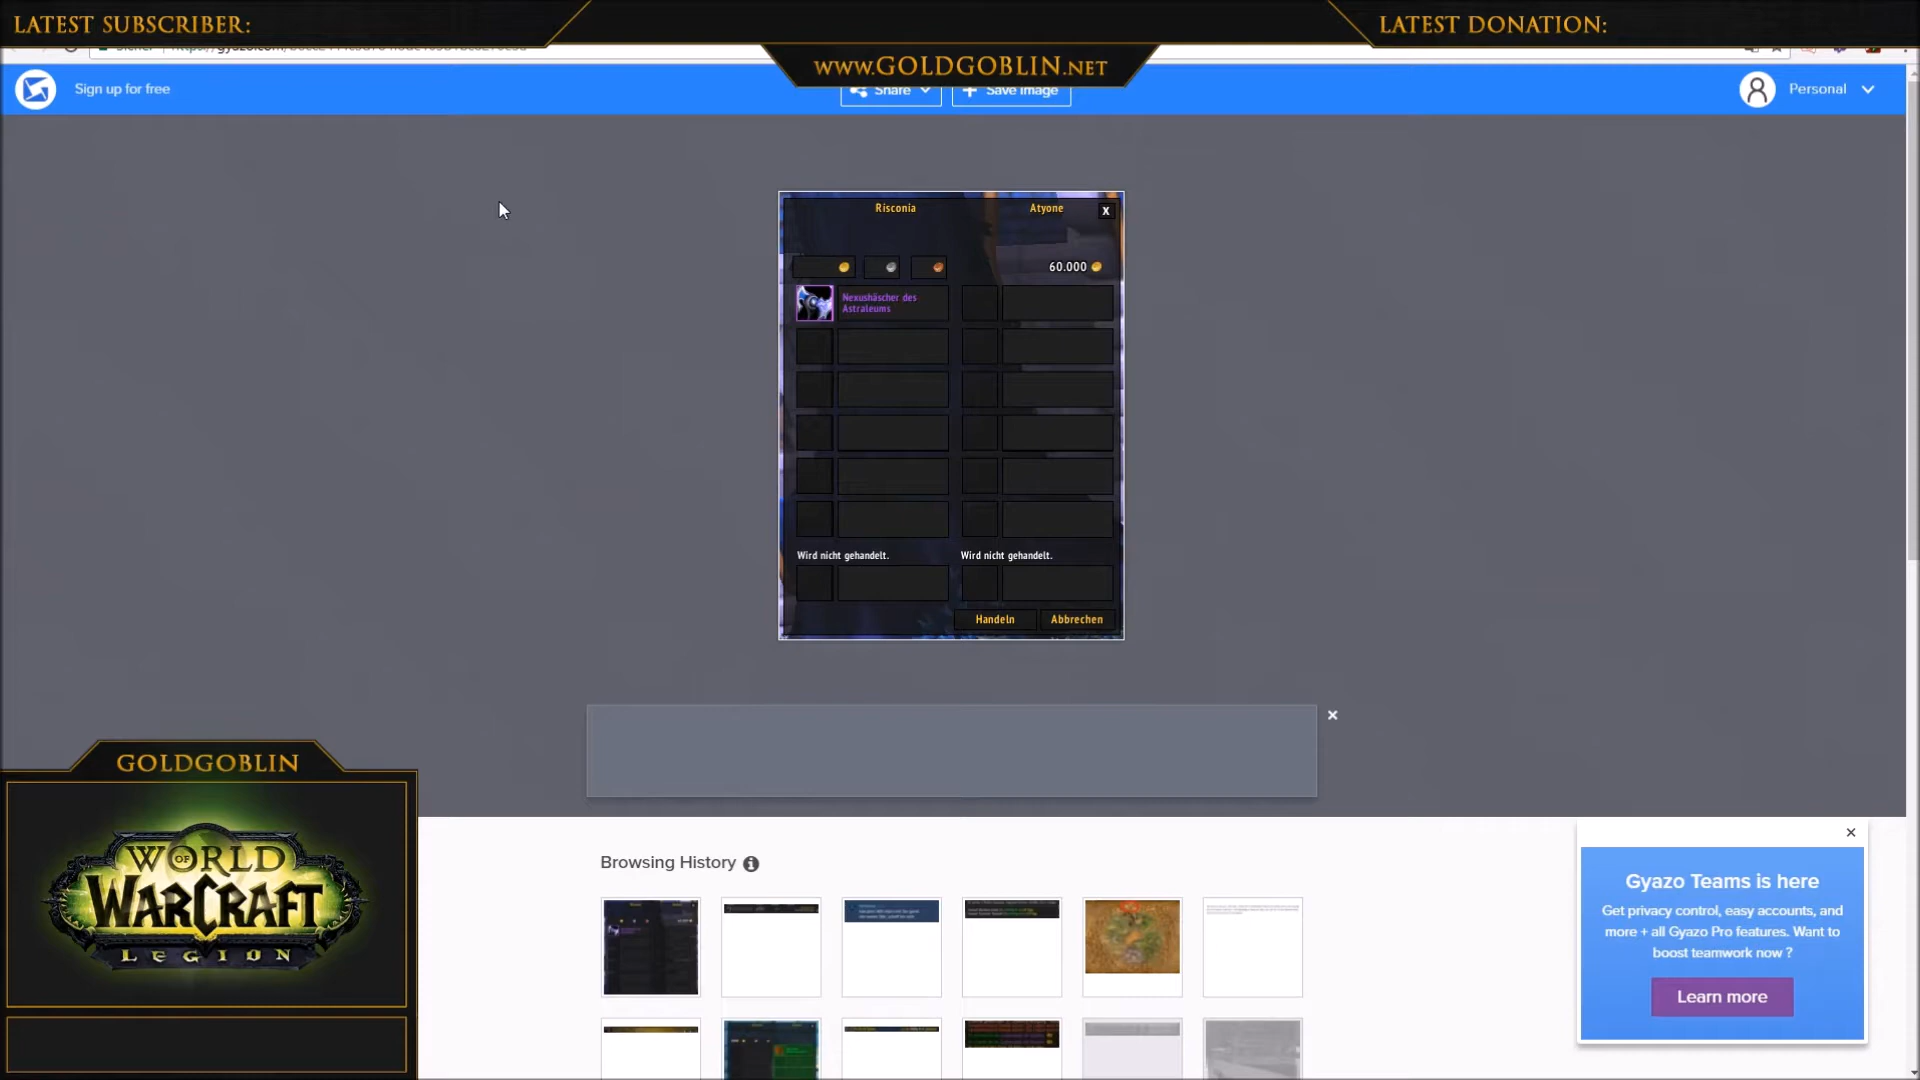 LATEST SUBSCRIBER:
LATEST DONATION:
WWW.GOLDGOBLIN.NET
Sign up for free
Share
Save Image
Personal
Risconia
Atyone
X
60.000
Nexushäscher des
Astraleums
Wird nicht gehandelt.
Wird nicht gehandelt.
Handeln
Abbrechen
GOLDGOBLIN
WORLD
OF
WARCRAFT
LEGION
Browsing History
Gyazo Teams is here
Get privacy control, easy accounts, and
more + all Gyazo Pro features. Want to
boost teamwork now ?
Learn more